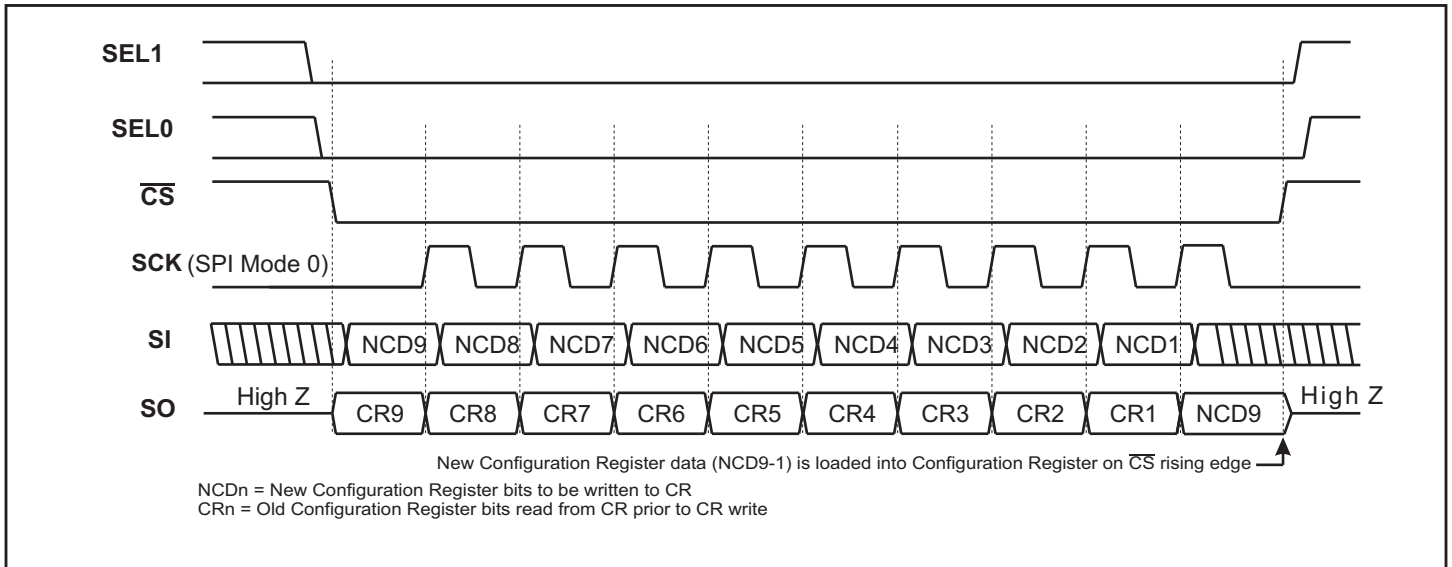 SEL1
SEL0
CS
SCK (SPI Mode 0)
SI
NCD9 NCD8 NCD7 NCD6 NCD5 NCD4 NCD3 NCD2 NCD1
SO
High Z
CR9 CR8 CR7 CR6 CR5 CR4 CR3 CR2 CR1 NCD9
High Z
New Configuration Register data (NCD9-1) is loaded into Configuration Register on CS rising edge
NCDn = New Configuration Register bits to be written to CR
CRn = Old Configuration Register bits read from CR prior to CR write